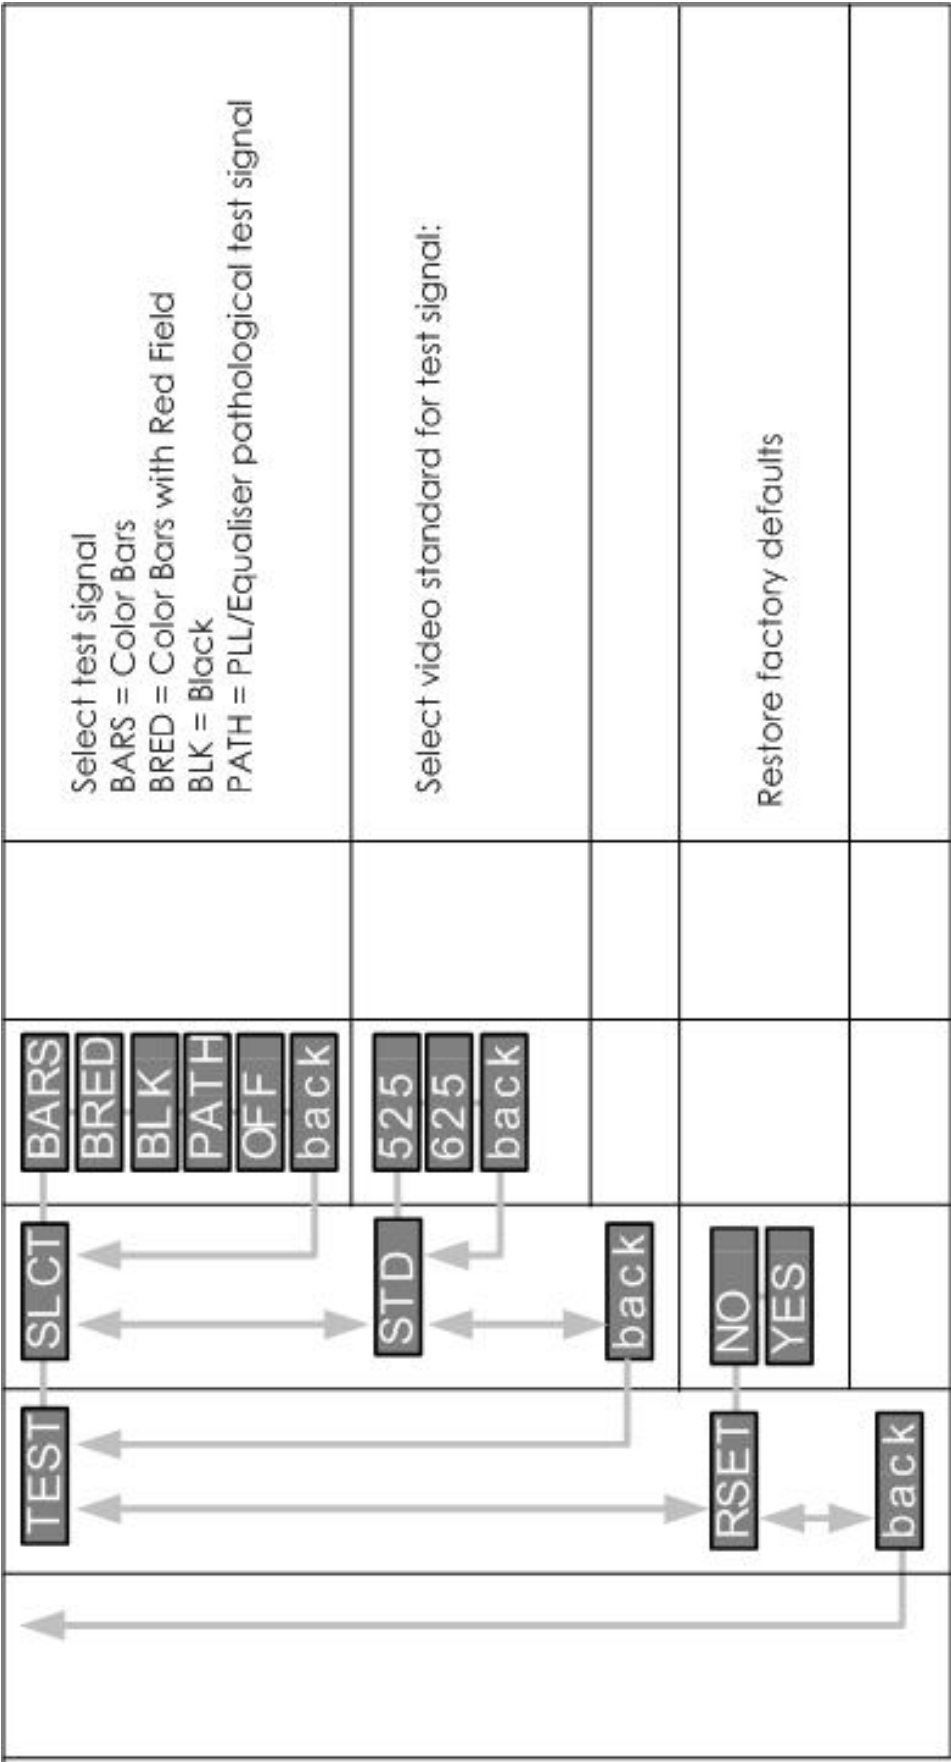 TEST
SLCT
BARS
BRED
BLK
PATH
OFF
back
Select test signal
BARS = Color Bars
BRED = Color Bars with Red Field
BLK = Black
PATH = PLL/Equaliser pathological test signal
STD
525
625
back
Select video standard for test signal:
back
RSET
NO
YES
Restore factory defaults
back